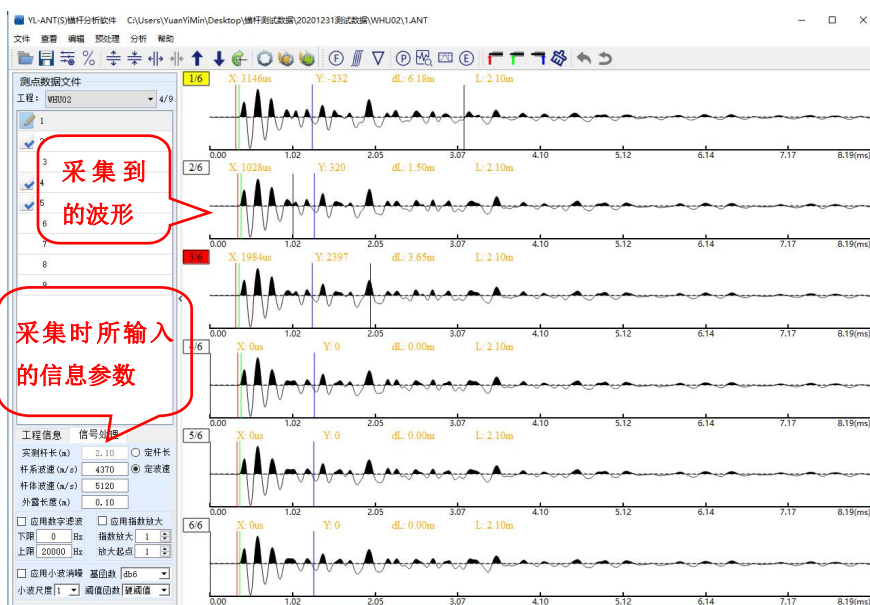 YL-ANT(S)锚杆分析软件 C:\Users\YuanYiMin\Desktop\锚杆测试数据\20201231测试数据\WHU02\1.ANT
文件 查看 编辑 预处理 分析 帮助
测点数据文件
工程: WHU02 4/9
1
3
4
5
6
7
8
9
采集到
的波形
采集时所输入
的信息参数
工程信息 信号处理
实测杆长(m) 2.10 定杆长
杆系波速(m/s) 4370 定波速
杆体波速(m/s) 5120
外露长度(m) 0.10
应用数字滤波 应用指数放大
下限 0 Hz 指数放大 1
上限 20000 Hz 放大起点 1
应用小波消噪 基函数 db6
小波尺度 1 阈值函数 硬阈值
1/6 X: 3146us Y: -232 dL: 6.18m L: 2.10m
0.00 1.02 2.05 3.07 4.10 5.12 6.14 7.17 8.19(ms)
2/6 X: 1028us Y: 320 dL: 1.50m L: 2.10m
0.00 1.02 2.05 3.07 4.10 5.12 6.14 7.17 8.19(ms)
3/6 X: 1984us Y: 2397 dL: 3.65m L: 2.10m
0.00 1.02 2.05 3.07 4.10 5.12 6.14 7.17 8.19(ms)
4/6 X: 0us Y: 0 dL: 0.00m L: 2.10m
0.00 1.02 2.05 3.07 4.10 5.12 6.14 7.17 8.19(ms)
5/6 X: 0us Y: 0 dL: 0.00m L: 2.10m
0.00 1.02 2.05 3.07 4.10 5.12 6.14 7.17 8.19(ms)
6/6 X: 0us Y: 0 dL: 0.00m L: 2.10m
0.00 1.02 2.05 3.07 4.10 5.12 6.14 7.17 8.19(ms)